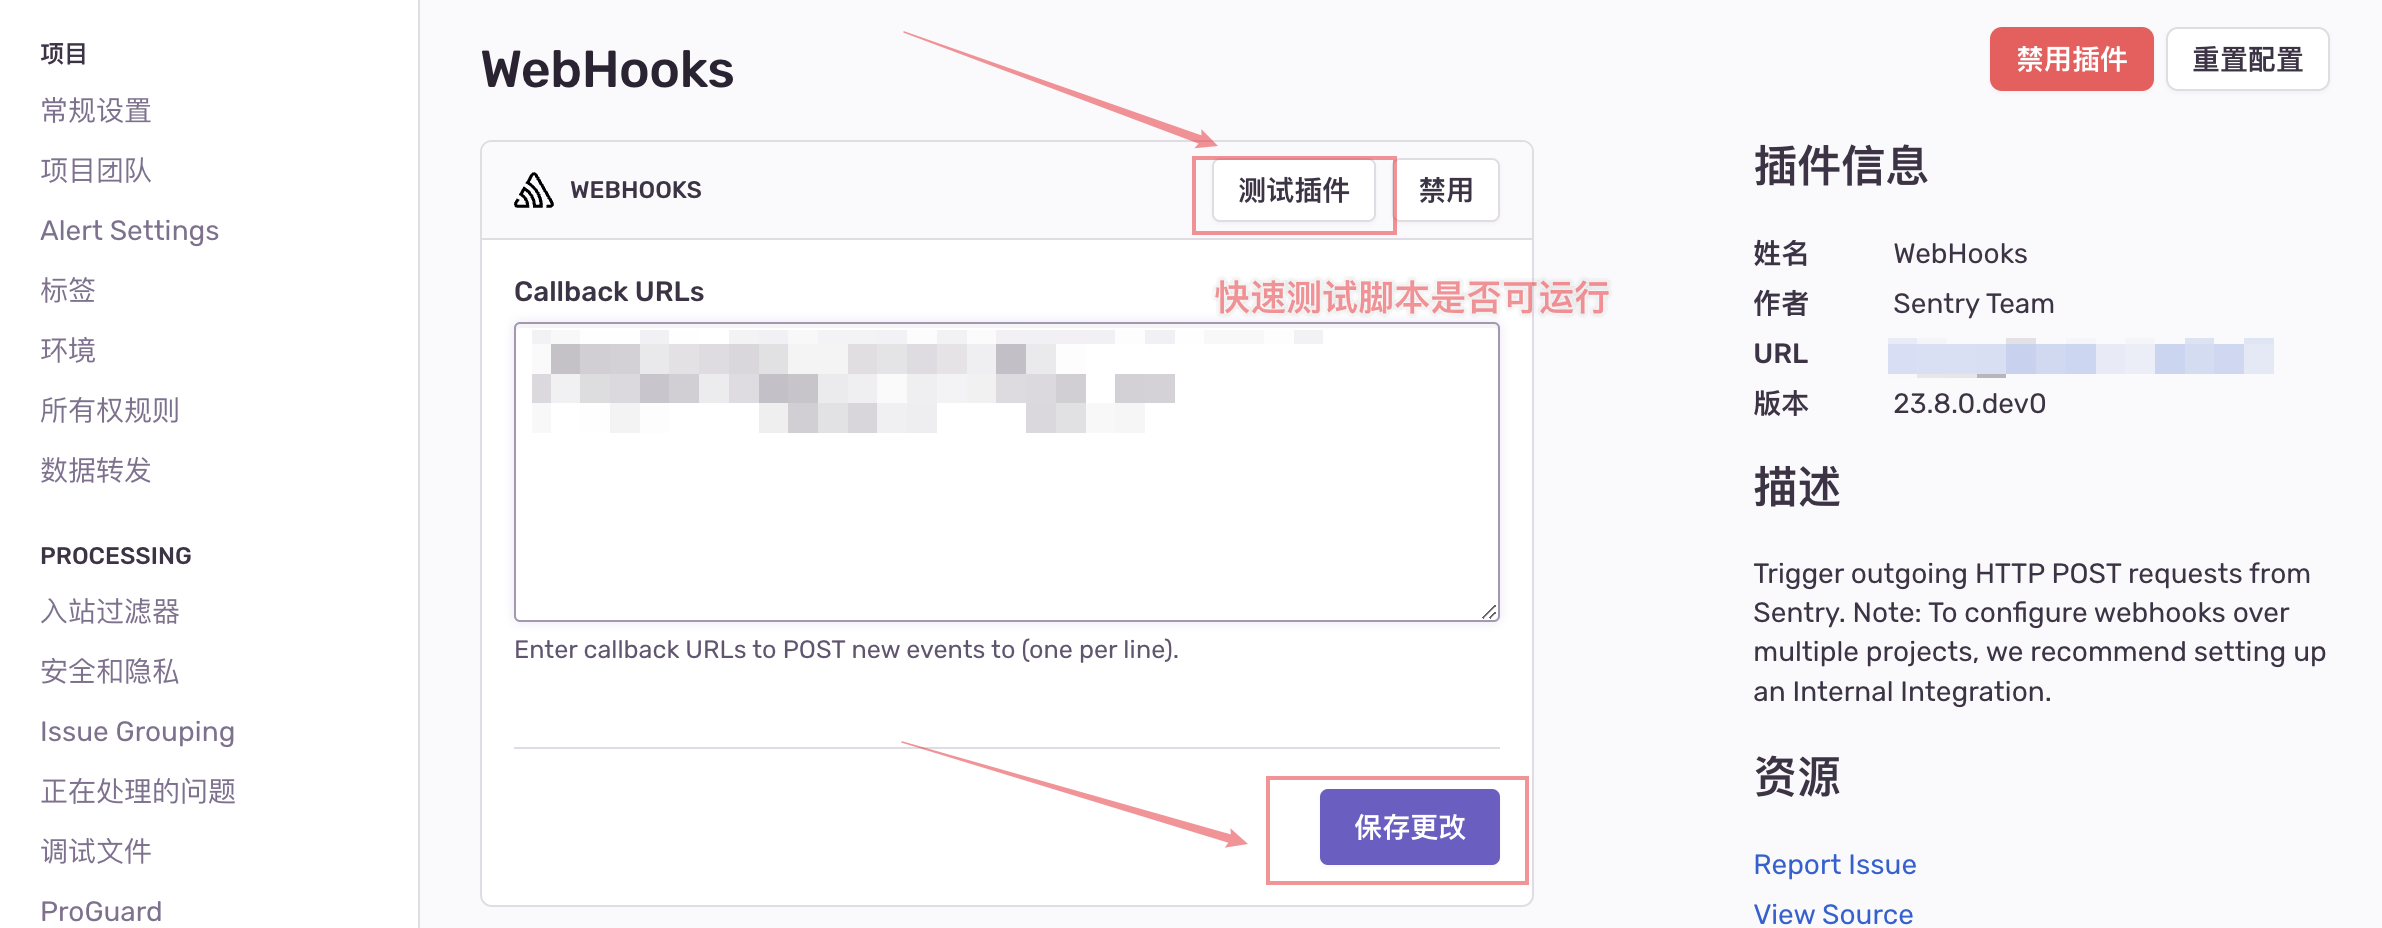 项目
常规设置
项目团队
Alert Settings
标签
环境
所有权规则
数据转发
PROCESSING
入站过滤器
安全和隐私
Issue Grouping
正在处理的问题
调试文件
ProGuard
WebHooks
禁用插件
重置配置
WEBHOOKS
测试插件
禁用
Callback URLs
快速测试脚本是否可运行
Enter callback URLs to POST new events to (one per line).
保存更改
插件信息
姓名 WebHooks
作者 Sentry Team
URL
版本 23.8.0.dev0
描述
Trigger outgoing HTTP POST requests from
Sentry. Note: To configure webhooks over
multiple projects, we recommend setting up
an Internal Integration.
资源
Report Issue
View Source